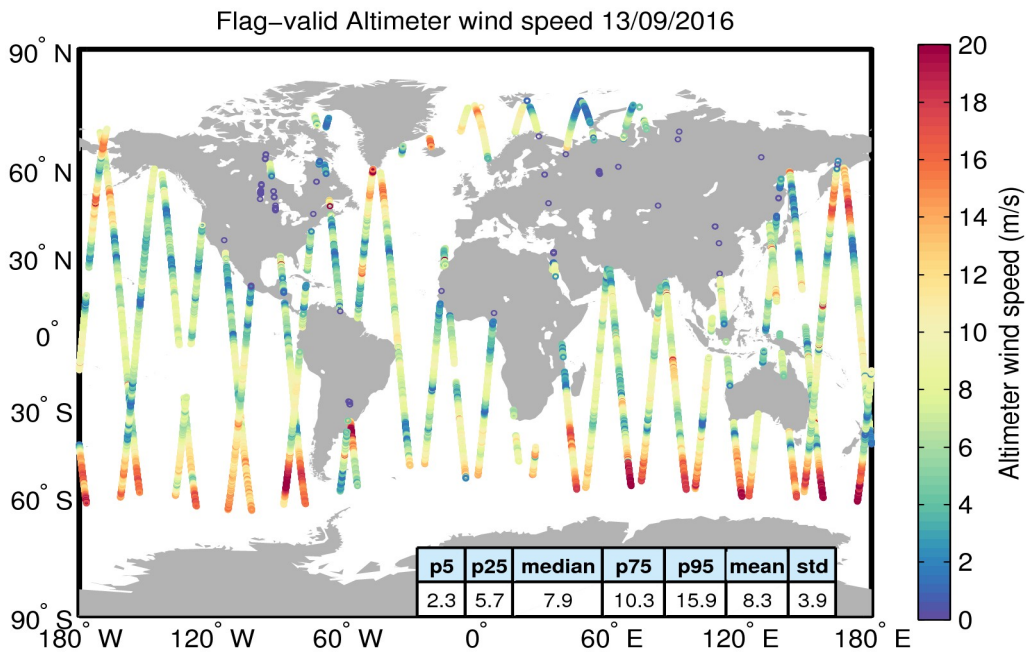 Flag−valid Altimeter wind speed 13/09/2016
90° N
60° N
30° N
0°
30° S
60° S
90° S
180° W
120° W
60° W
0°
60° E
120° E
180° E
p5 p25 median p75 p95 mean std
2.3 5.7 7.9 10.3 15.9 8.3 3.9
20
18
16
14
12
10
8
6
4
2
0
Altimeter wind speed (m/s)